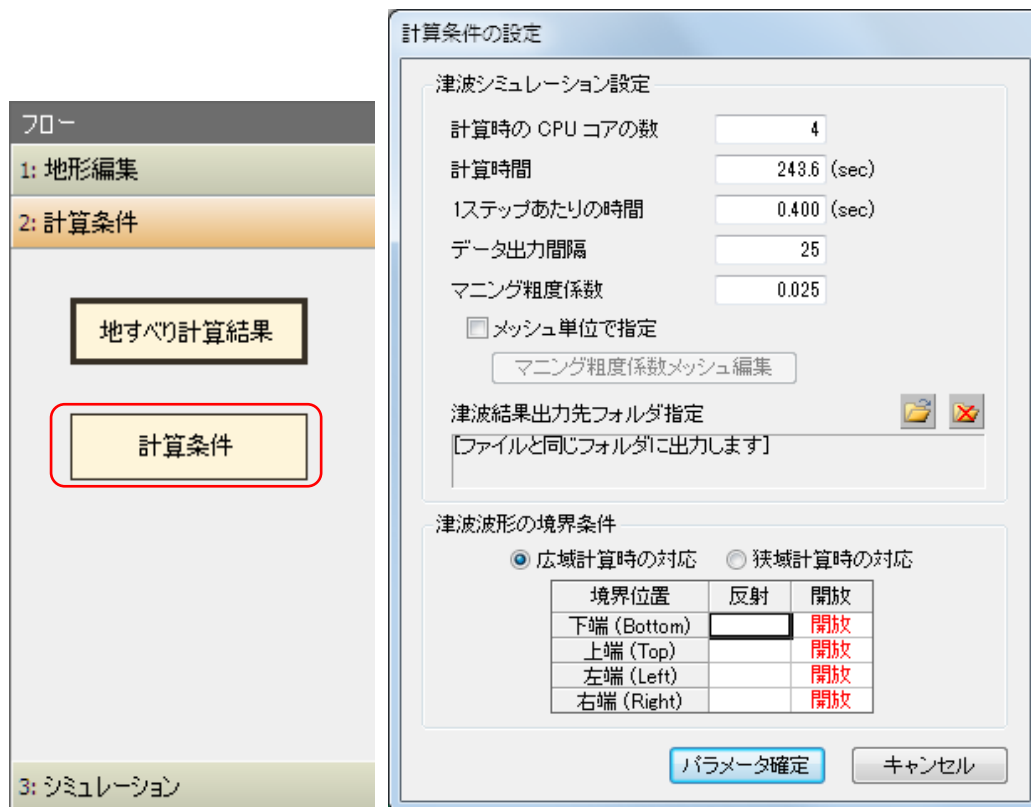 フロー
1: 地形編集
2: 計算条件
地すべり計算結果
計算条件
3: シミュレーション
計算条件の設定
津波シミュレーション設定
計算時の CPU コアの数 4
計算時間 243.6 (sec)
1ステップあたりの時間 0.400 (sec)
データ出力間隔 25
マニング粗度係数 0.025
メッシュ単位で指定
マニング粗度係数メッシュ編集
津波結果出力先フォルダ指定
[ファイルと同じフォルダに出力します]
津波波形の境界条件
広域計算時の対応 狭域計算時の対応
境界位置 反射 開放
下端 (Bottom) 開放
上端 (Top) 開放
左端 (Left) 開放
右端 (Right) 開放
パラメータ確定 キャンセル